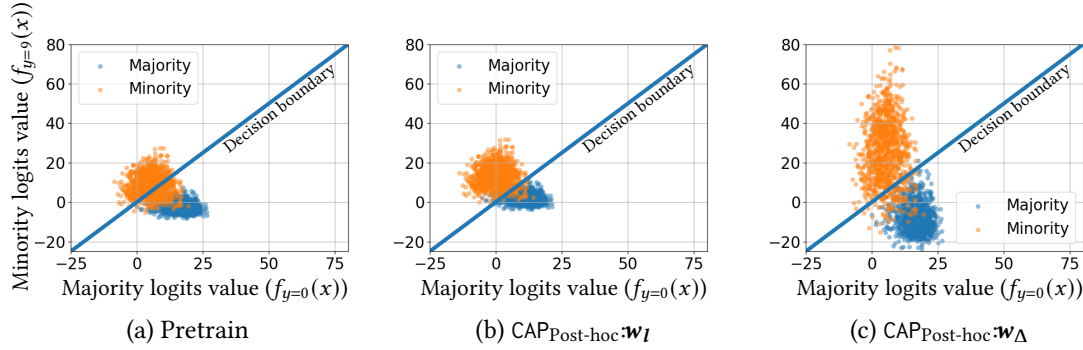 Minority logits value (f_{y=9}(x))
80
60
40
20
0
−20
−25
0
25
50
75
Majority
Minority
Decision boundary
Majority logits value (f_{y=0}(x))
(a) Pretrain
80
60
40
20
0
−20
−25
0
25
50
75
Majority
Minority
Decision boundary
Majority logits value (f_{y=0}(x))
(b) CAP_{Post-hoc}:w_l
80
60
40
20
0
−20
−25
0
25
50
75
Decision boundary
Majority
Minority
Majority logits value (f_{y=0}(x))
(c) CAP_{Post-hoc}:w_Δ